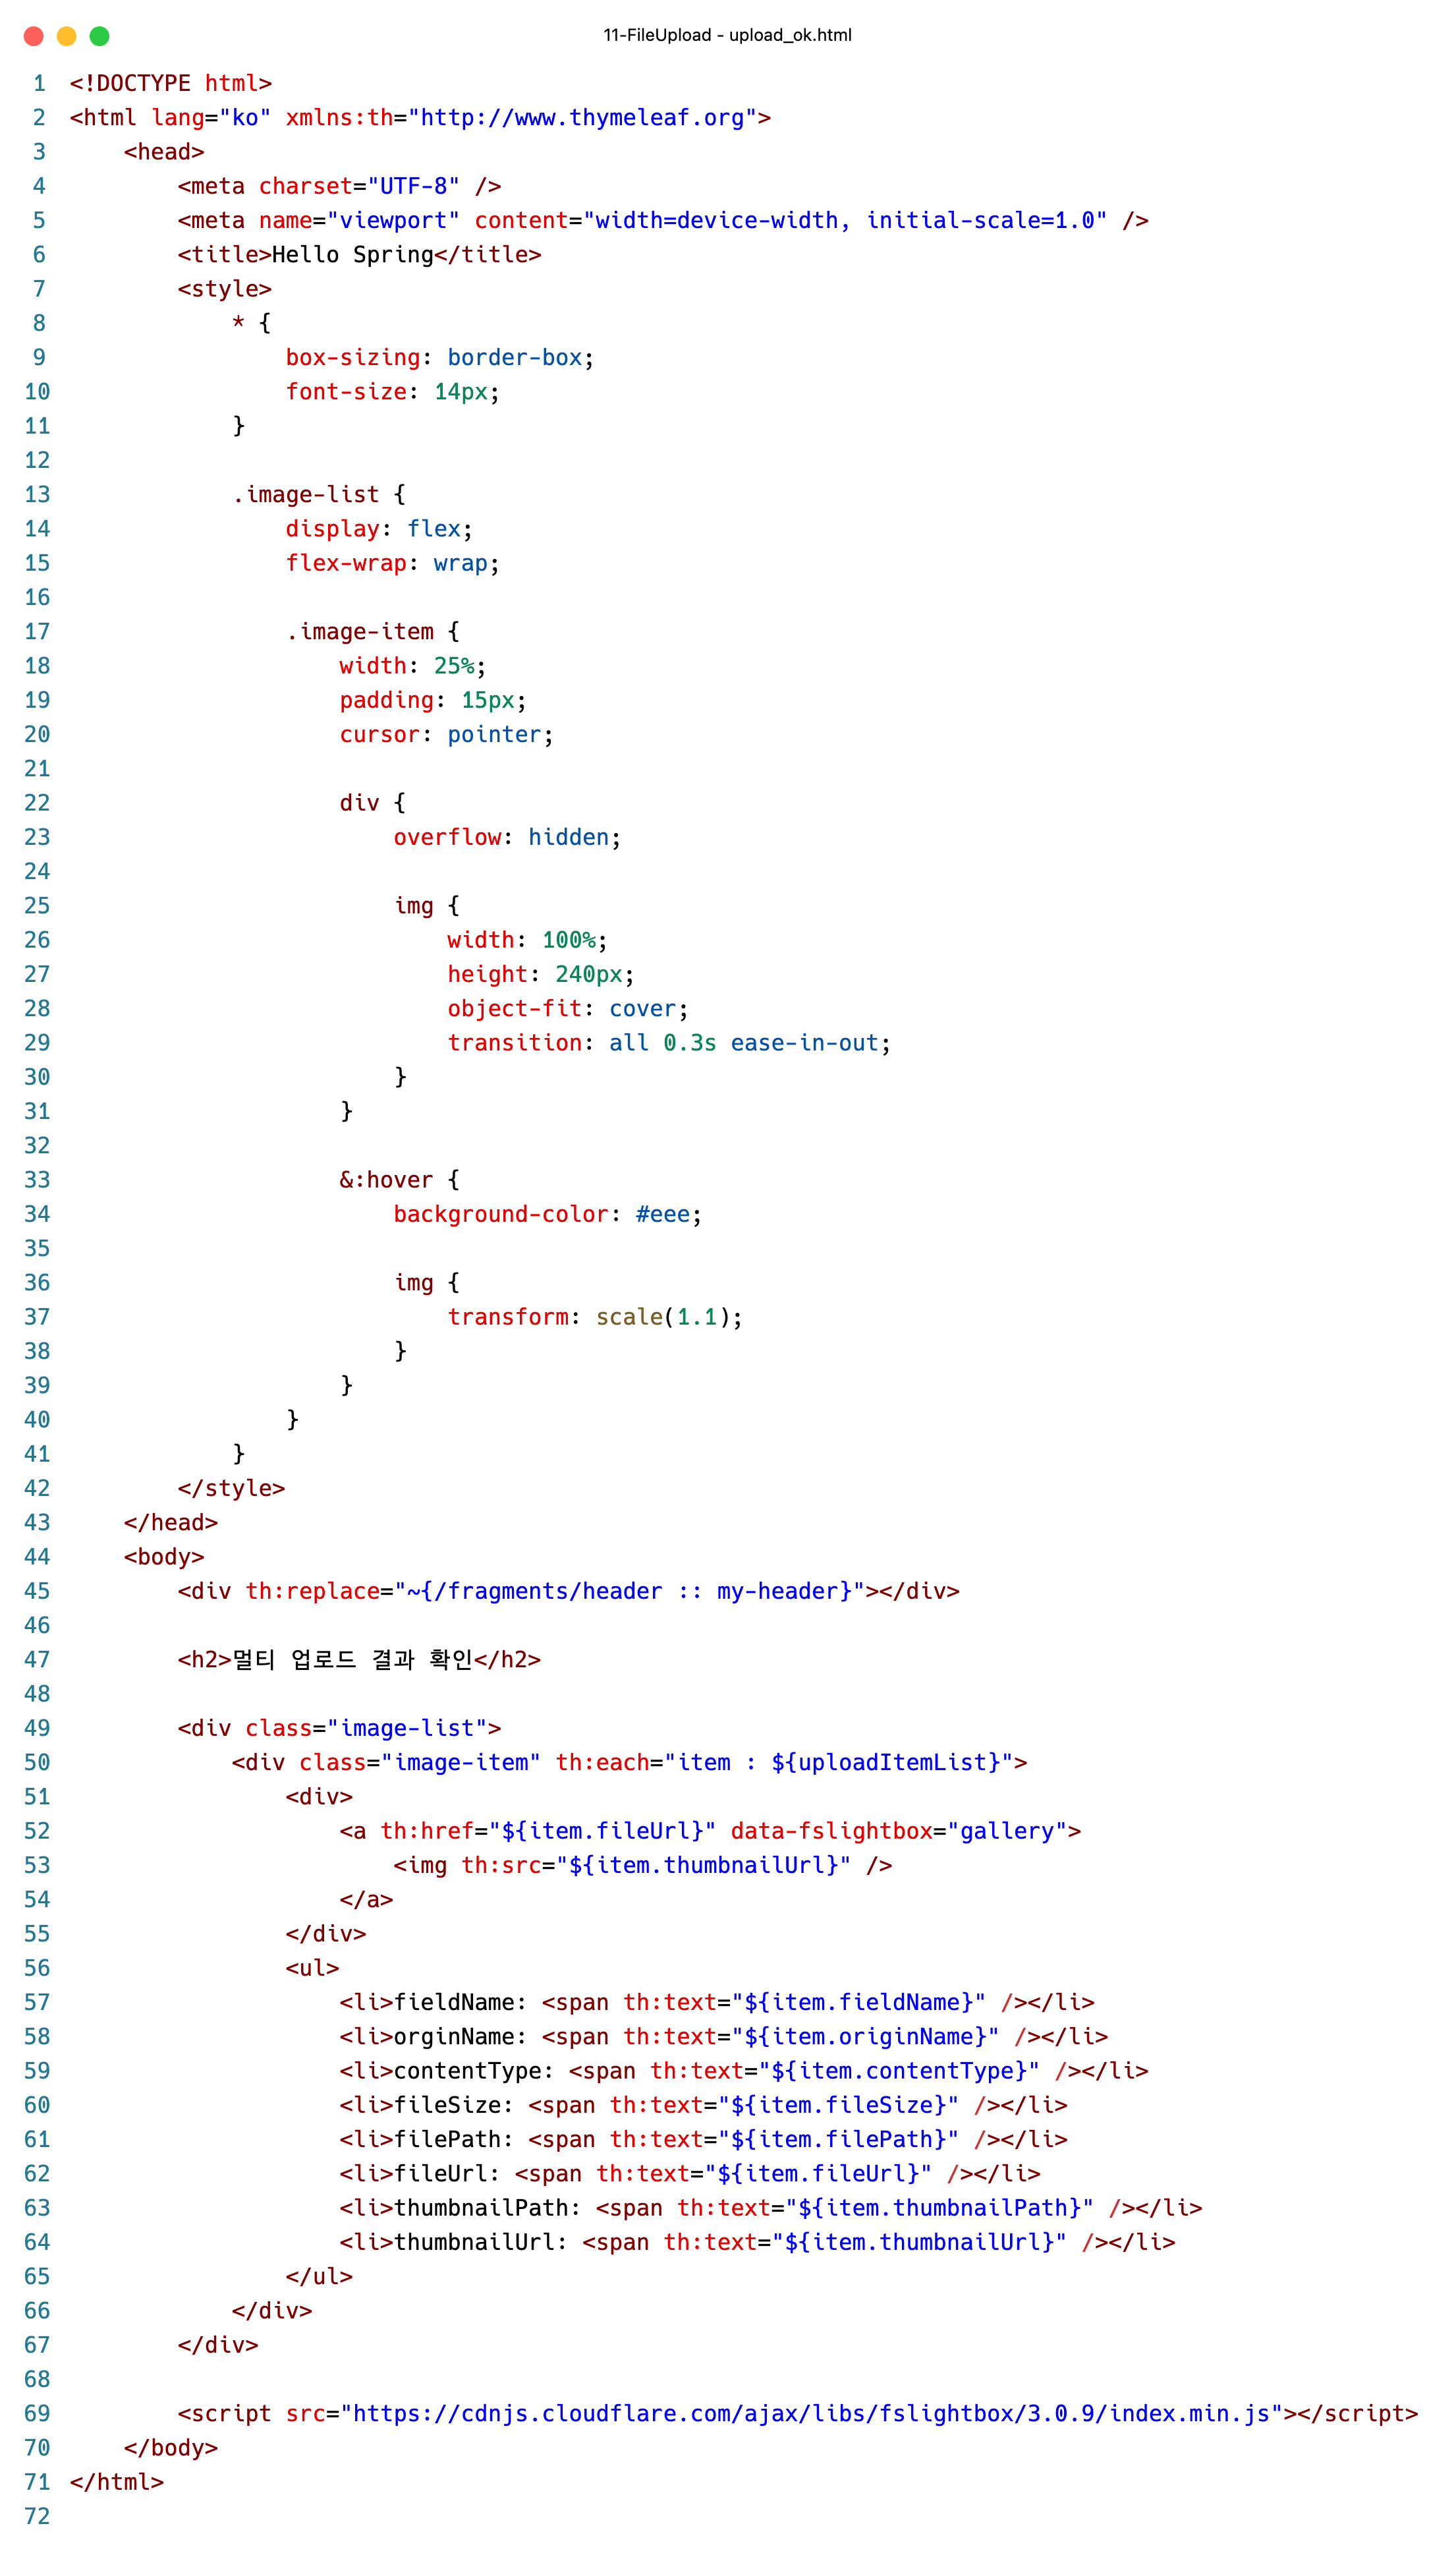 11-FileUpload - upload_ok.html
1 <!DOCTYPE html>
2 <html lang="ko" xmlns:th="http://www.thymeleaf.org">
3     <head>
4         <meta charset="UTF-8" />
5         <meta name="viewport" content="width=device-width, initial-scale=1.0" />
6         <title>Hello Spring</title>
7         <style>
8             * {
9                 box-sizing: border-box;
10                 font-size: 14px;
11             }
12
13             .image-list {
14                 display: flex;
15                 flex-wrap: wrap;
16
17                 .image-item {
18                     width: 25%;
19                     padding: 15px;
20                     cursor: pointer;
21
22                     div {
23                         overflow: hidden;
24
25                         img {
26                             width: 100%;
27                             height: 240px;
28                             object-fit: cover;
29                             transition: all 0.3s ease-in-out;
30                         }
31                     }
32
33                     &:hover {
34                         background-color: #eee;
35
36                         img {
37                             transform: scale(1.1);
38                         }
39                     }
40                 }
41             }
42         </style>
43     </head>
44     <body>
45         <div th:replace="~{/fragments/header :: my-header}"></div>
46
47         <h2>멀티 업로드 결과 확인</h2>
48
49         <div class="image-list">
50             <div class="image-item" th:each="item : ${uploadItemList}">
51                 <div>
52                     <a th:href="${item.fileUrl}" data-fslightbox="gallery">
53                         <img th:src="${item.thumbnailUrl}" />
54                     </a>
55                 </div>
56                 <ul>
57                     <li>fieldName: <span th:text="${item.fieldName}" /></li>
58                     <li>orginName: <span th:text="${item.originName}" /></li>
59                     <li>contentType: <span th:text="${item.contentType}" /></li>
60                     <li>fileSize: <span th:text="${item.fileSize}" /></li>
61                     <li>filePath: <span th:text="${item.filePath}" /></li>
62                     <li>fileUrl: <span th:text="${item.fileUrl}" /></li>
63                     <li>thumbnailPath: <span th:text="${item.thumbnailPath}" /></li>
64                     <li>thumbnailUrl: <span th:text="${item.thumbnailUrl}" /></li>
65                 </ul>
66             </div>
67         </div>
68
69         <script src="https://cdnjs.cloudflare.com/ajax/libs/fslightbox/3.0.9/index.min.js"></script>
70     </body>
71 </html>
72